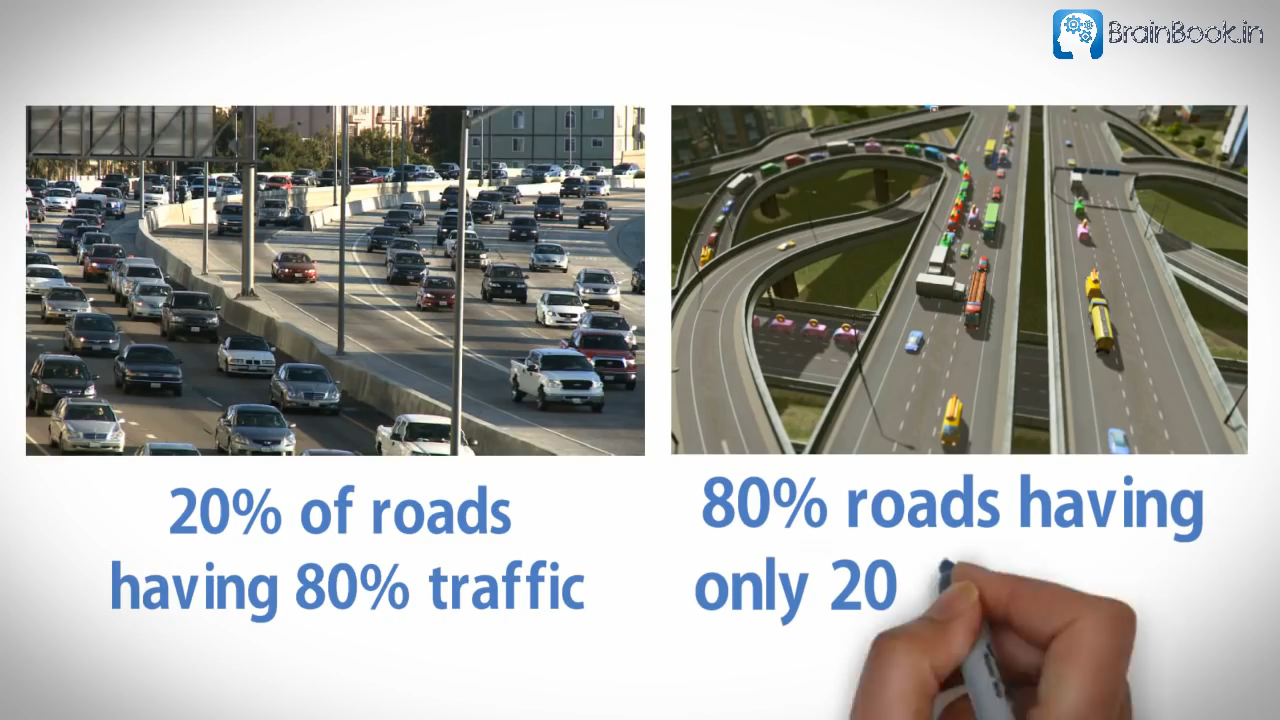 BrainBook.in
20% of roads
having 80% traffic
80% roads having
only 20